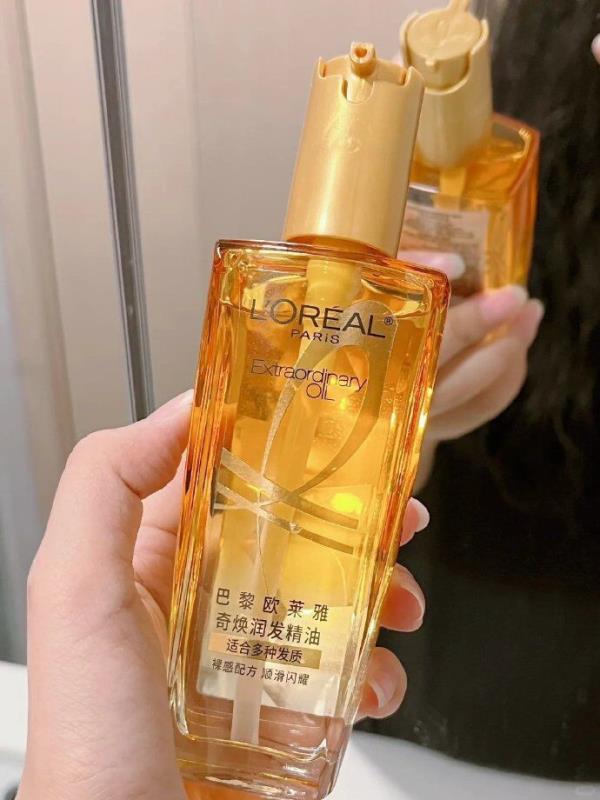 L'ORÉAL®
PARIS
Extraordinary
OIL
巴黎欧莱雅
奇焕润发精油
适合多种发质
裸感配方 顺滑闪耀